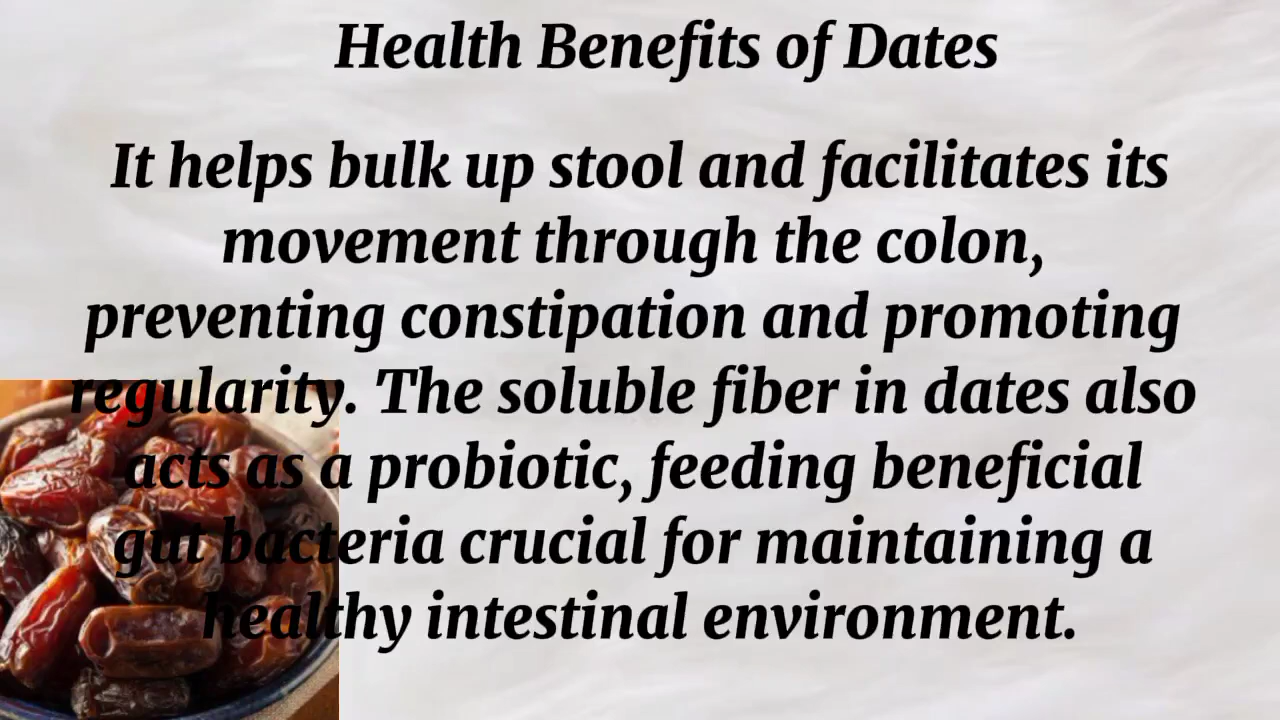 Health Benefits of Dates
It helps bulk up stool and facilitates its
movement through the colon,
preventing constipation and promoting
regularity. The soluble fiber in dates also
acts as a probiotic, feeding beneficial
gut bacteria crucial for maintaining a
healthy intestinal environment.